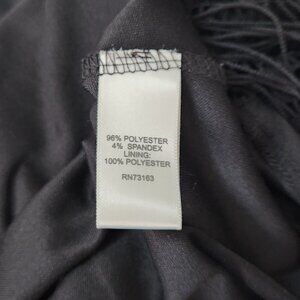 96% POLYESTER
4% SPANDEX
LINING:
100% POLYESTER
RN73163